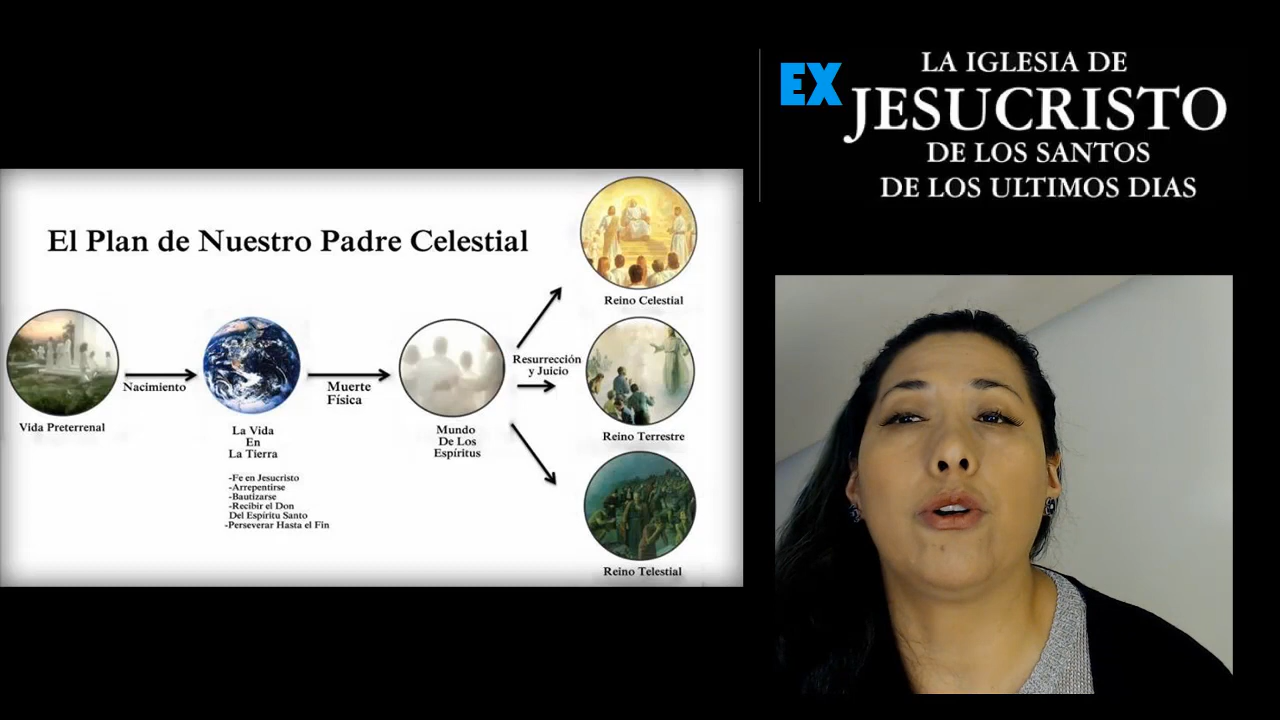 LA IGLESIA DE
EX JESUCRISTO
DE LOS SANTOS
DE LOS ULTIMOS DIAS
El Plan de Nuestro Padre Celestial
Vida Preterrenal
Nacimiento
La Vida
En
La Tierra
-Fe en Jesucristo
-Arrepentirse
-Bautizarse
-Recibir el Don
Del Espíritu Santo
-Perseverar Hasta el Fin
Muerte
Física
Mundo
De Los
Espíritus
Resurrección
y Juicio
Reino Celestial
Reino Terrestre
Reino Telestial